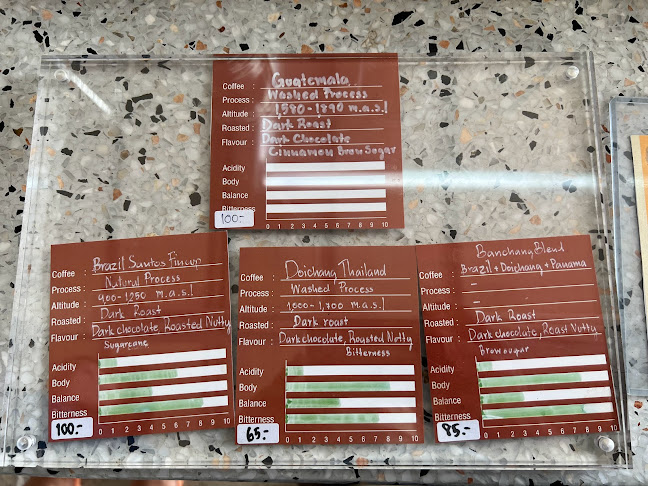 Coffee : Guatemala
Process : Washed Process
Altitude : 1,580-1890 m.a.s.l
Roasted : Dark Roast
Flavour : Dark Chocolate
Cinnamon Brow Sugar
Acidity
Body
Balance
Bitterness
0 1 2 3 4 5 6 7 8 9 10
100.-
Coffee : Brazil Santos
Process : Natural Process
Altitude : 900-1250 m.a.s.l
Roasted : Dark Roast
Flavour : Dark chocolate Roasted Nutty
Sugarcane
Acidity
Body
Balance
Bitterness
0 1 2 3 4 5 6 7 8 9 10
100.-
Coffee : Doichang Thailand
Process : Washed Process
Altitude : 1000-1,700 m.a.s.l
Roasted : Dark roast
Flavour : Dark chocolate, Roasted Nutty
Bitterness
Acidity
Body
Balance
Bitterness
0 1 2 3 4 5 6 7 8 9 10
65.-
Banchang Blend
Coffee : Brazil + Doichang + Panama
Process : -
Altitude : -
Roasted : Dark Roast
Flavour : Dark chocolate, Roast Nutty
Brow sugar
Acidity
Body
Balance
Bitterness
0 1 2 3 4 5 6 7 8 9 10
85.-